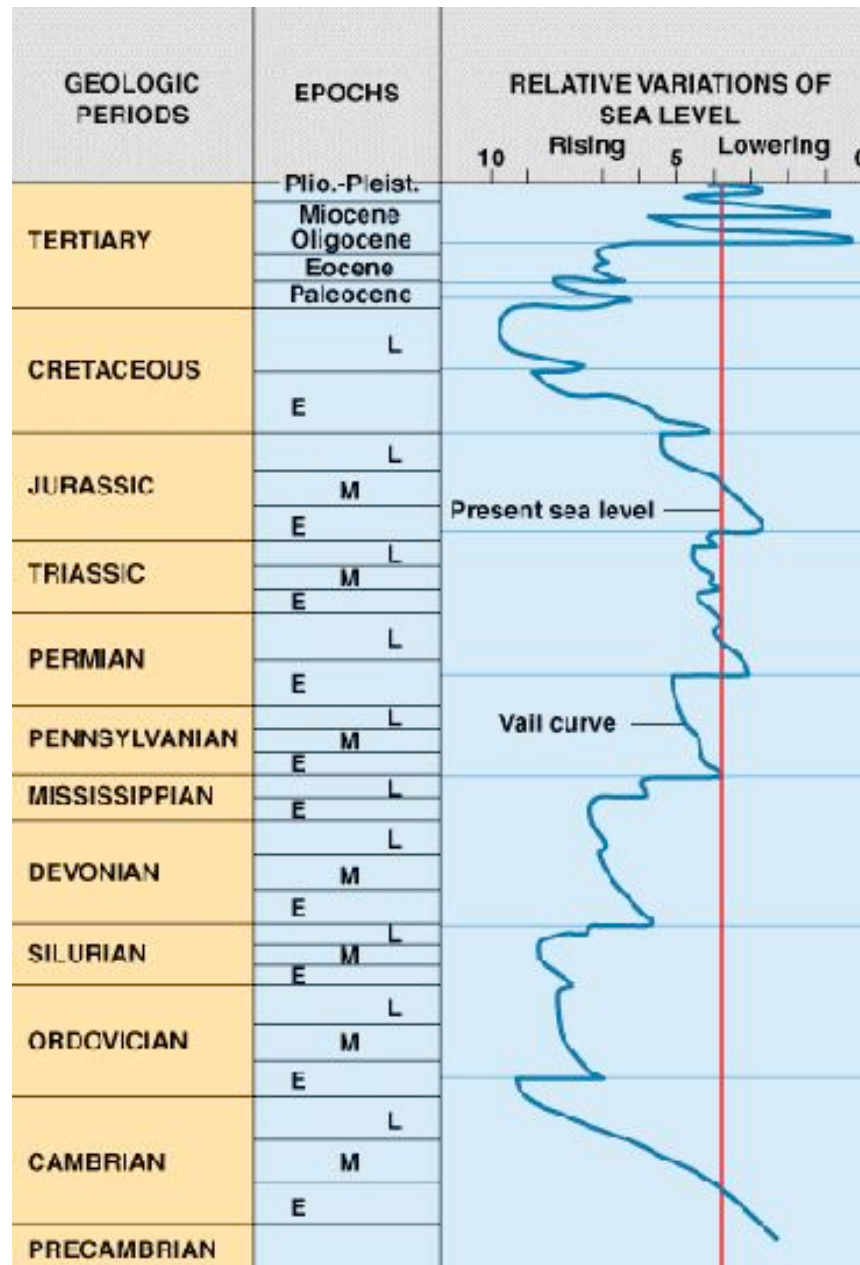 GEOLOGIC
PERIODS
EPOCHS
RELATIVE VARIATIONS OF
SEA LEVEL
Rising
Lowering
10
5
0
TERTIARY
Plio.-Pleist.
Miocene
Oligocene
Eocene
Paleocene
CRETACEOUS
L
E
JURASSIC
L
M
E
Present sea level
TRIASSIC
L
M
E
PERMIAN
L
E
PENNSYLVANIAN
L
M
E
Vail curve
MISSISSIPPIAN
L
E
DEVONIAN
L
M
E
SILURIAN
L
M
E
ORDOVICIAN
L
M
E
CAMBRIAN
L
M
E
PRECAMBRIAN